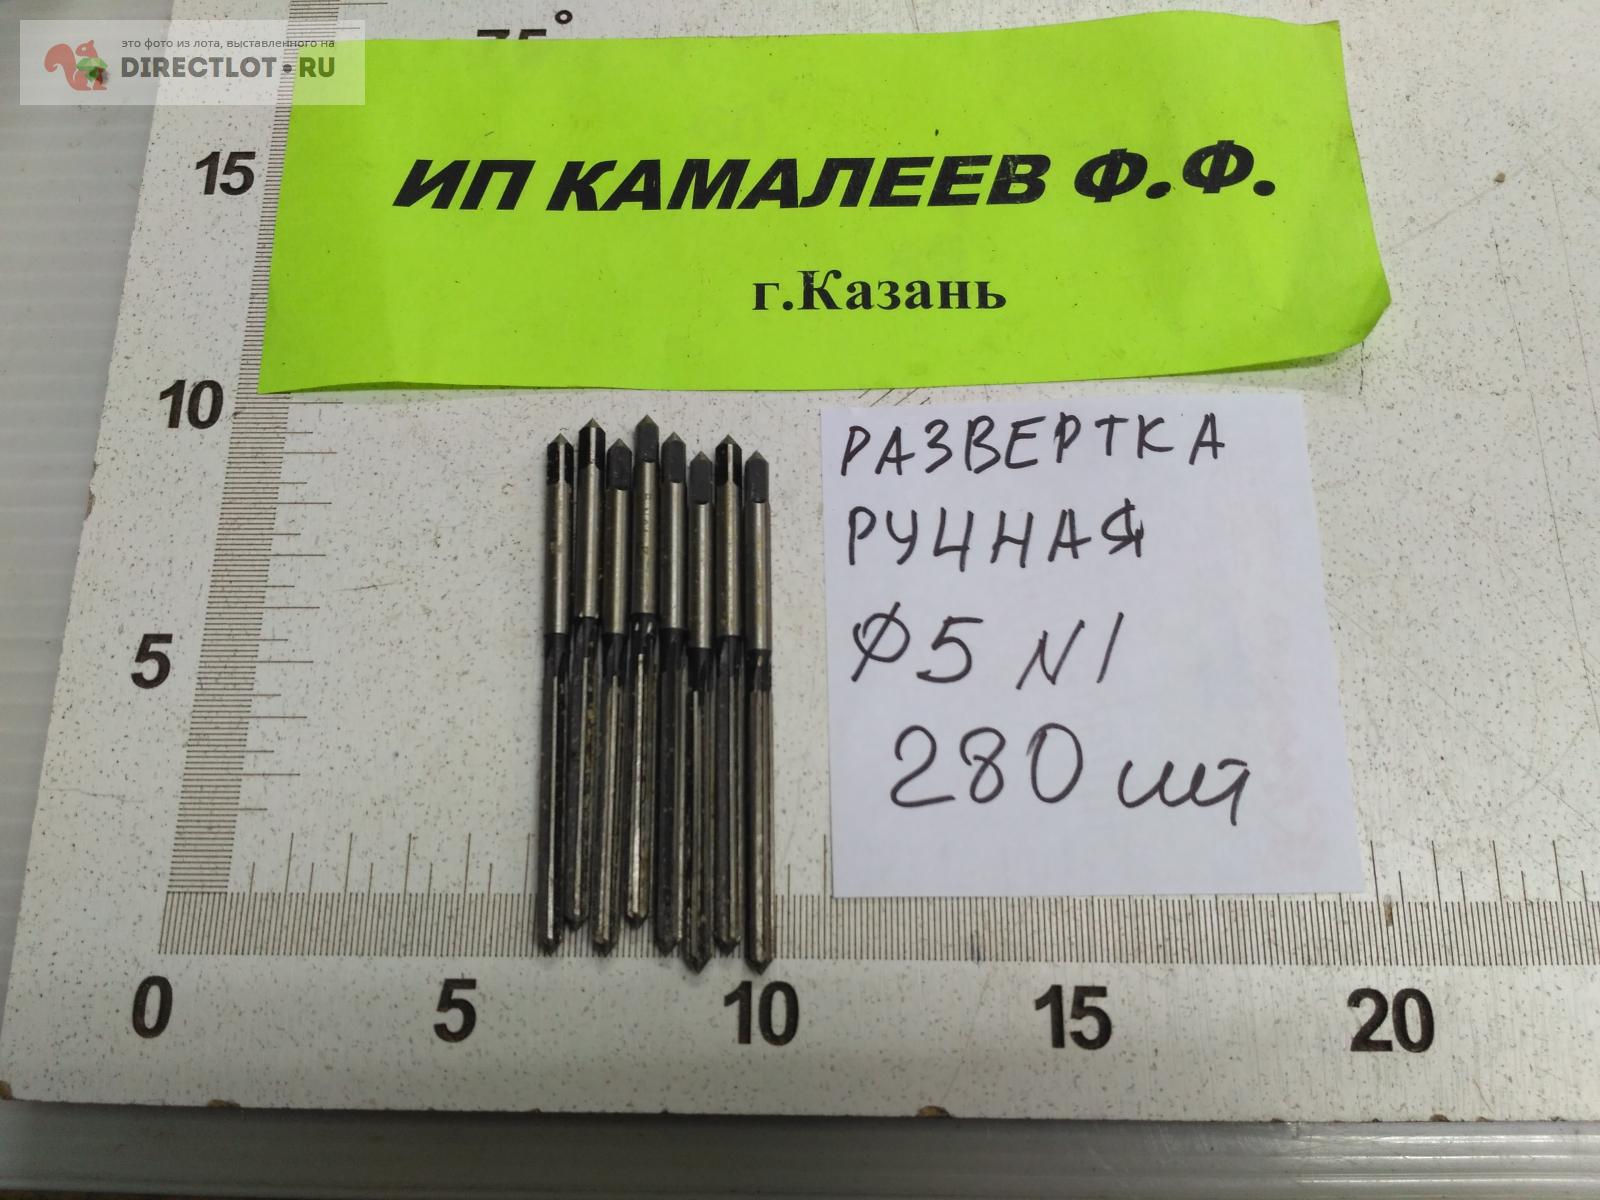 это фото из лота, выставленного на
DIRECTLOT.RU
75°
ИП КАМАЛЕЕВ Ф.Ф.
г.Казань
15
10
5
РАЗВЕРТКА
РУЧНАЯ
Ø5 N1
280 шт
0 5 10 15 20